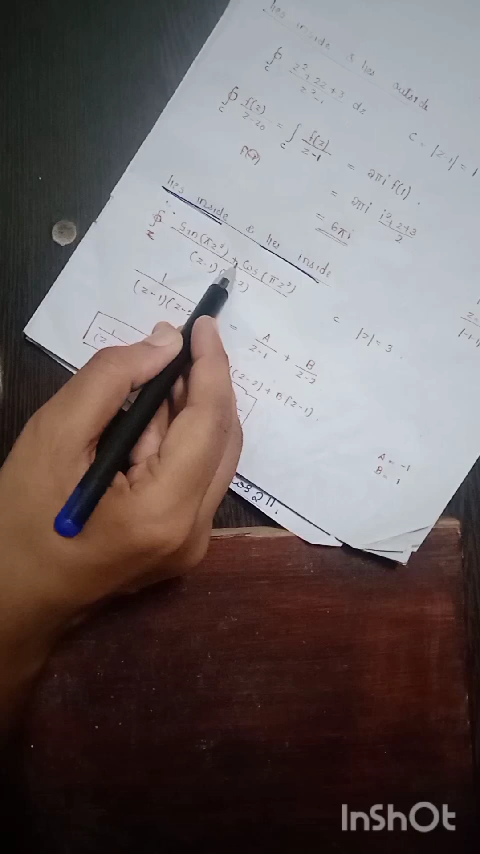 lies inside & lies outside
∮ z²+2z+3 / z²-1 dz
C
C = |z-1| = 1
∮ f(z) / z-z0 = ∫ f(z) / z-1 = 2πi f(1).
C C
= 2πi 1²+2+3 / 2
= 6πi
lies inside & lies inside
∮ sin(πz²) + cos(πz²)
(z-1)
C |z| = 3.
1 / (z-1)(z- = A / z-1 + B / z-2
(z-2) + B(z-1).
A = -1
B = 1
InShOt